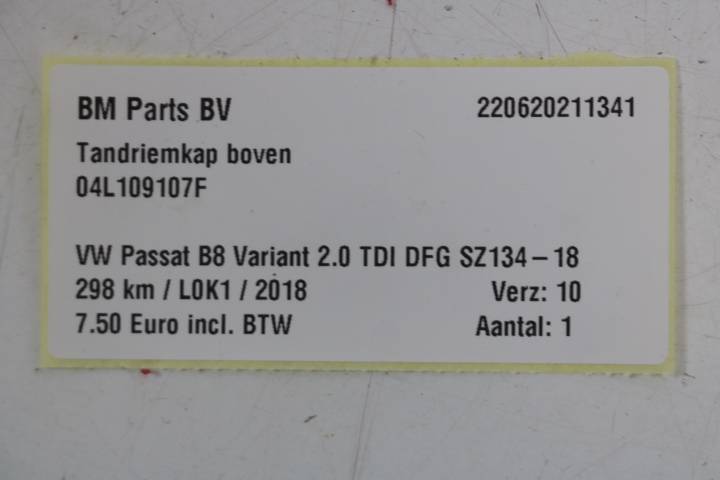 BM Parts BV 220620211341
Tandriemkap boven
04L109107F
VW Passat B8 Variant 2.0 TDI DFG SZ134-18
298 km / L0K1 / 2018 Verz: 10
7.50 Euro incl. BTW Aantal: 1